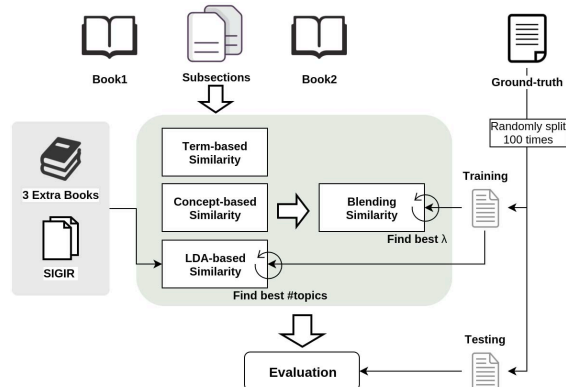 Book1
Subsections
Book2
Ground-truth
Randomly split
100 times
3 Extra Books
SIGIR
Term-based
Similarity
Concept-based
Similarity
LDA-based
Similarity
Find best #topics
Blending
Similarity
Find best λ
Training
Testing
Evaluation